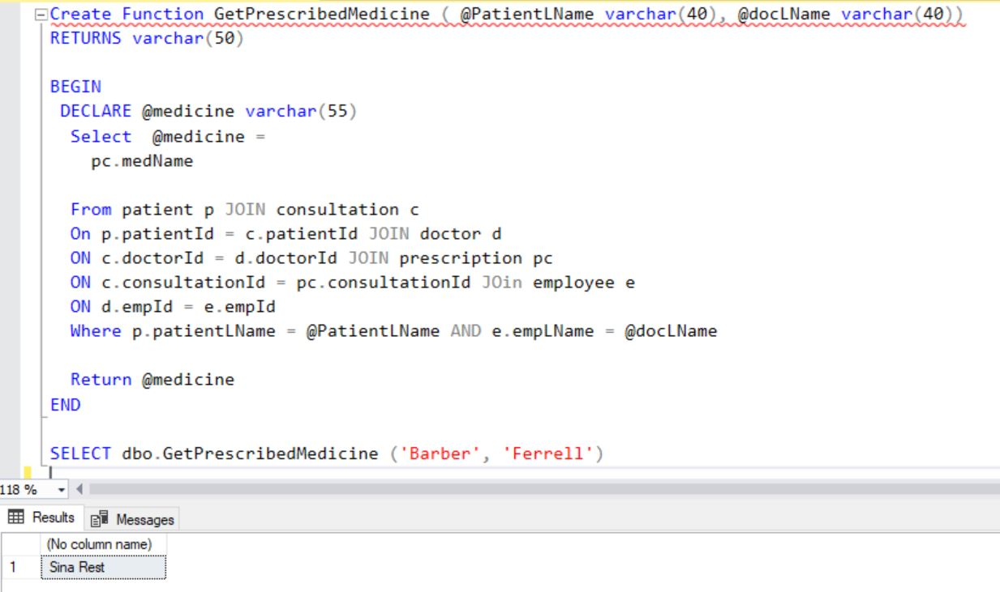 Create Function GetPrescribedMedicine ( @PatientLName varchar(40), @docLName varchar(40))
RETURNS varchar(50)
BEGIN
DECLARE @medicine varchar(55)
Select @medicine =
pc.medName
From patient p JOIN consultation c
On p.patientId = c.patientId JOIN doctor d
ON c.doctorId = d.doctorId JOIN prescription pc
ON c.consultationId = pc.consultationId JOin employee e
ON d.empId = e.empId
Where p.patientLName = @PatientLName AND e.empLName = @docLName
Return @medicine
END
SELECT dbo.GetPrescribedMedicine ('Barber', 'Ferrell')
118 %
Results Messages
(No column name)
1 Sina Rest